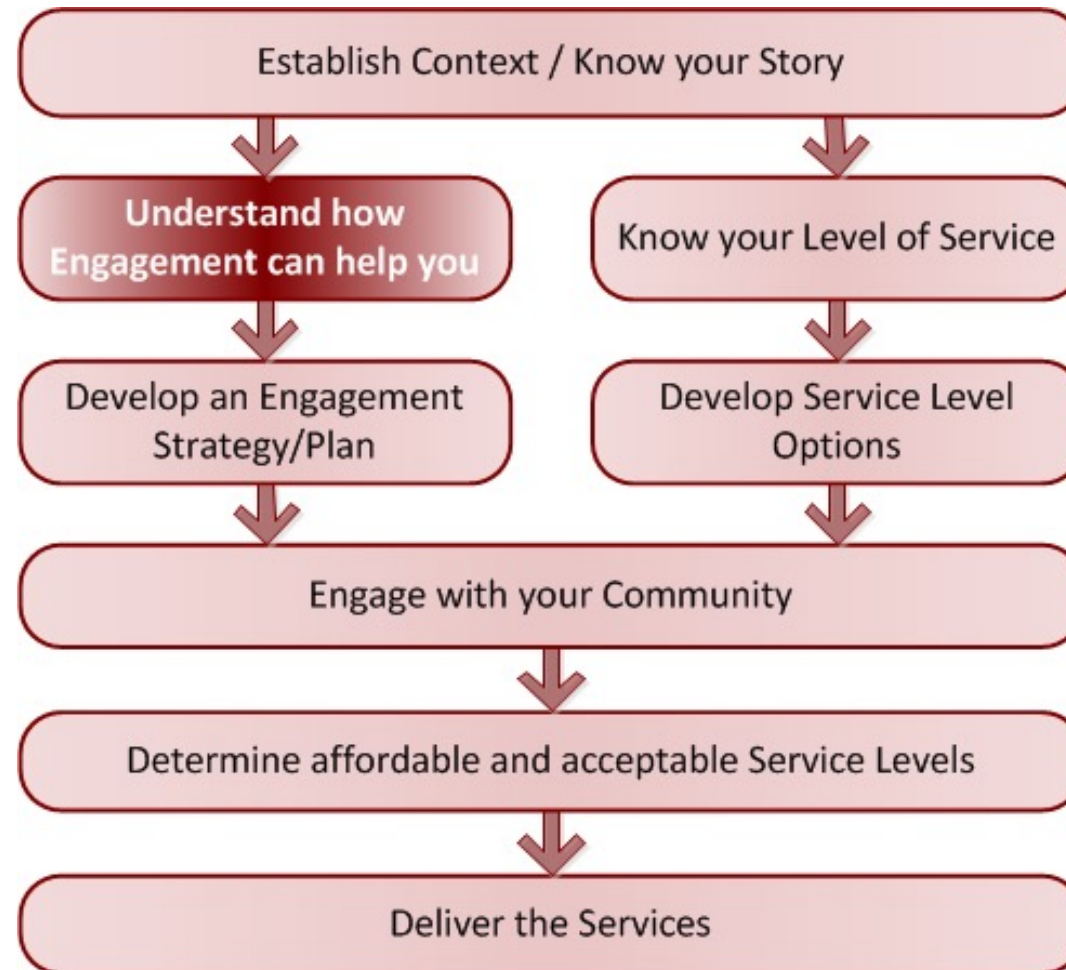 Establish Context / Know your Story
Understand how
Engagement can help you
Know your Level of Service
Develop an Engagement
Strategy/Plan
Develop Service Level
Options
Engage with your Community
Determine affordable and acceptable Service Levels
Deliver the Services